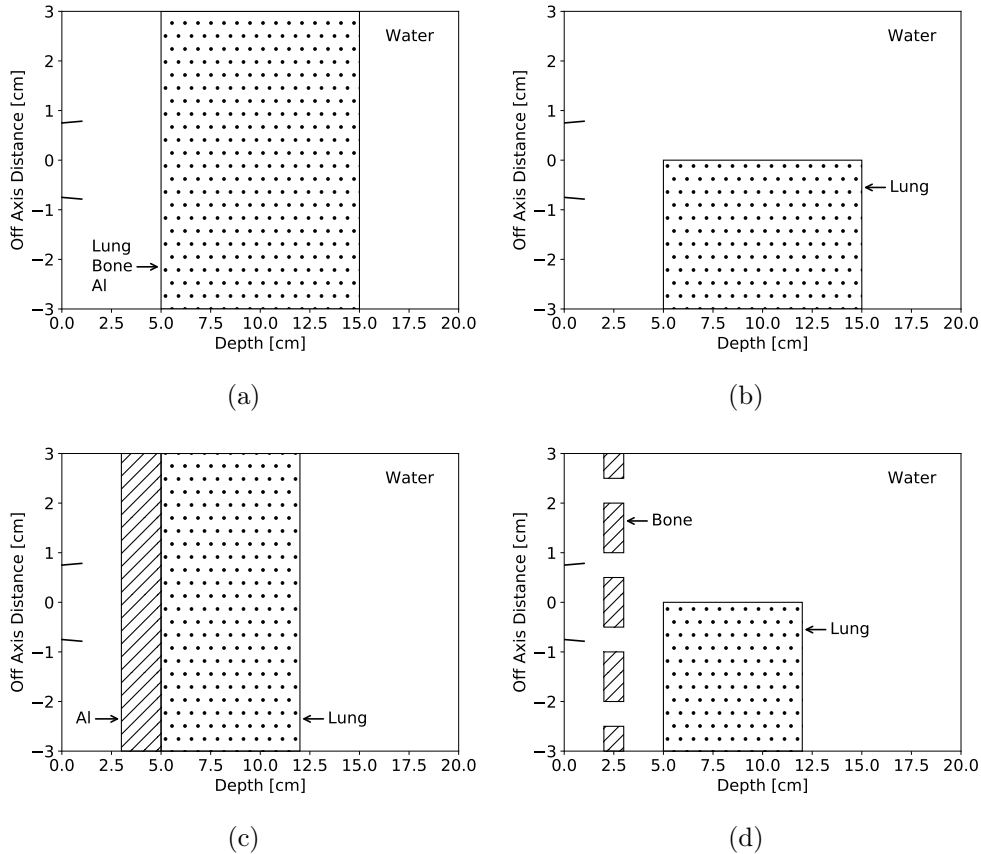 3
2
1
0
−1
−2
−3
Off Axis Distance [cm]
Water
Lung
Bone
Al
0.0 2.5 5.0 7.5 10.0 12.5 15.0 17.5 20.0
Depth [cm]
(a)
3
2
1
0
−1
−2
−3
Off Axis Distance [cm]
Water
Lung
0.0 2.5 5.0 7.5 10.0 12.5 15.0 17.5 20.0
Depth [cm]
(b)
3
2
1
0
−1
−2
−3
Off Axis Distance [cm]
Water
Al
Lung
0.0 2.5 5.0 7.5 10.0 12.5 15.0 17.5 20.0
Depth [cm]
(c)
3
2
1
0
−1
−2
−3
Off Axis Distance [cm]
Water
Bone
Lung
0.0 2.5 5.0 7.5 10.0 12.5 15.0 17.5 20.0
Depth [cm]
(d)